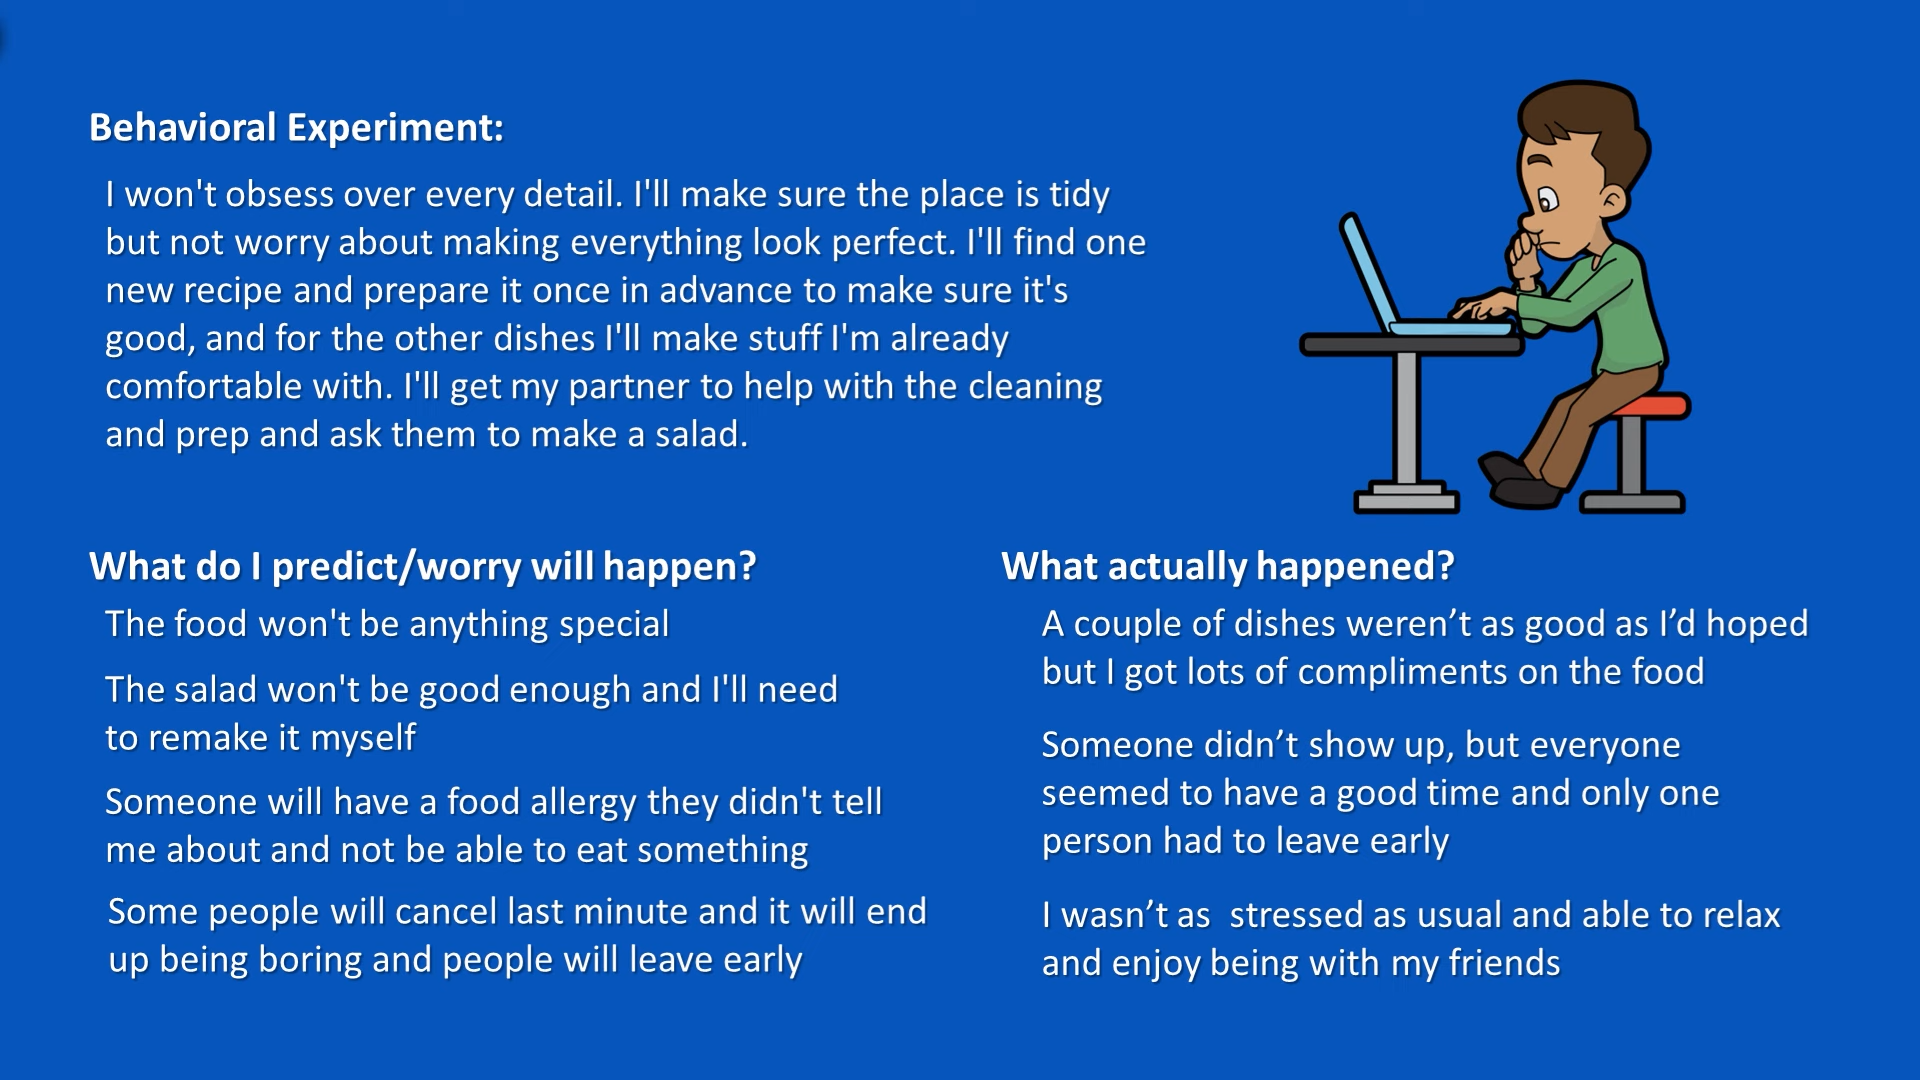 Behavioral Experiment:
I won't obsess over every detail. I'll make sure the place is tidy
but not worry about making everything look perfect. I'll find one
new recipe and prepare it once in advance to make sure it's
good, and for the other dishes I'll make stuff I'm already
comfortable with. I'll get my partner to help with the cleaning
and prep and ask them to make a salad.
What do I predict/worry will happen?
The food won't be anything special
The salad won't be good enough and I'll need
to remake it myself
Someone will have a food allergy they didn't tell
me about and not be able to eat something
Some people will cancel last minute and it will end
up being boring and people will leave early
What actually happened?
A couple of dishes weren’t as good as I’d hoped
but I got lots of compliments on the food
Someone didn’t show up, but everyone
seemed to have a good time and only one
person had to leave early
I wasn’t as  stressed as usual and able to relax
and enjoy being with my friends